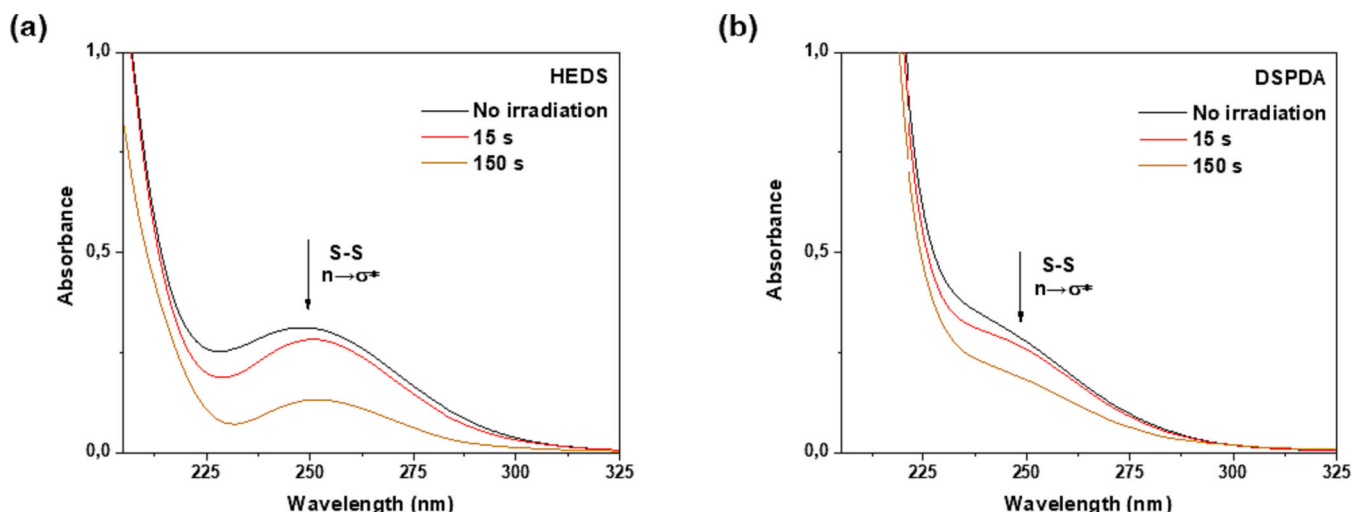 (a)
1,0
0,5
0,0
Absorbance
HEDS
No irradiation
15 s
150 s
S-S
n→σ*
225
250
275
300
325
Wavelength (nm)
(b)
1,0
0,5
0,0
Absorbance
DSPDA
No irradiation
15 s
150 s
S-S
n→σ*
225
250
275
300
325
Wavelength (nm)